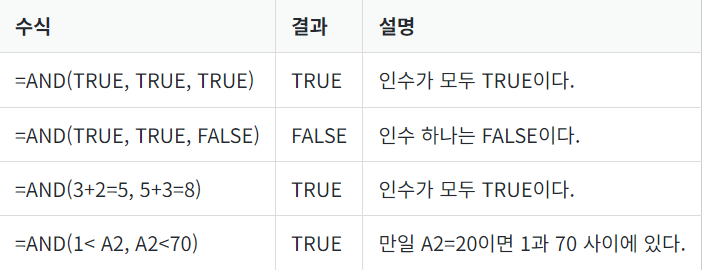 수식 결과 설명
=AND(TRUE, TRUE, TRUE) TRUE 인수가 모두 TRUE이다.
=AND(TRUE, TRUE, FALSE) FALSE 인수 하나는 FALSE이다.
=AND(3+2=5, 5+3=8) TRUE 인수가 모두 TRUE이다.
=AND(1< A2, A2<70) TRUE 만일 A2=20이면 1과 70 사이에 있다.